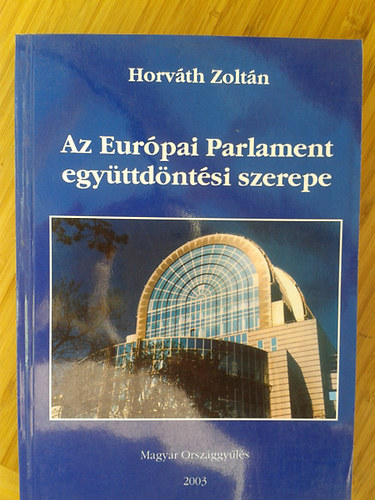 Horváth Zoltán
Az Európai Parlament
együttdöntési szerepe
Magyar Országgyűlés
2003